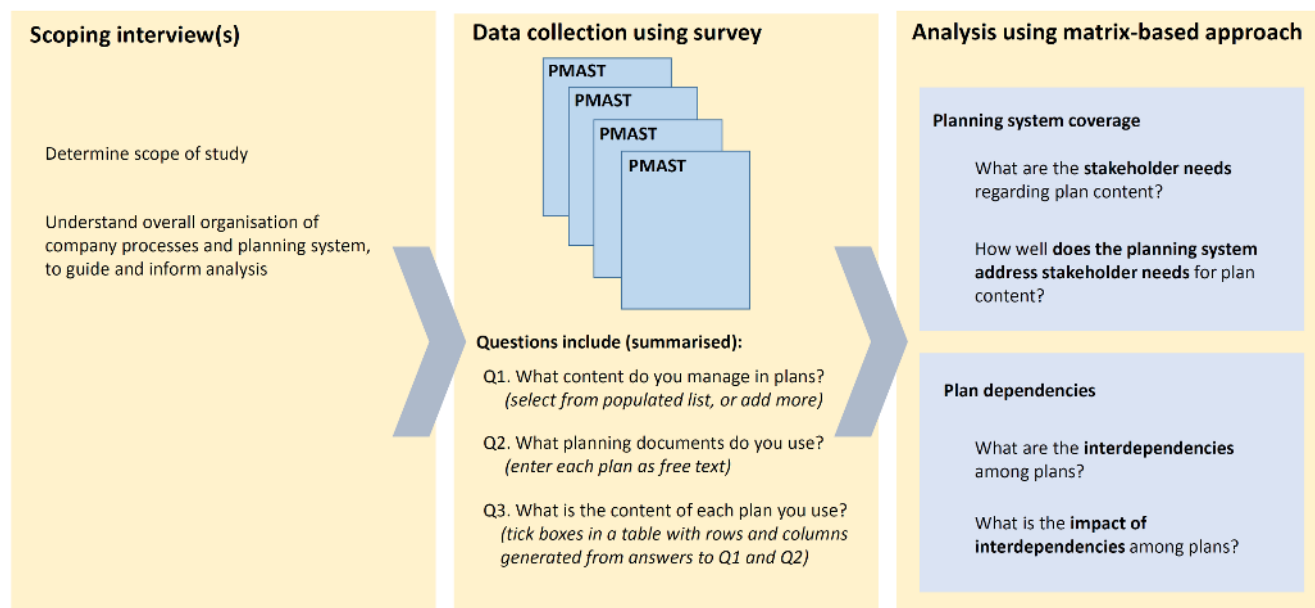 Scoping interview(s)
Determine scope of study
Understand overall organisation of
company processes and planning system,
to guide and inform analysis
Data collection using survey
PMAST
PMAST
PMAST
PMAST
Questions include (summarised):
Q1. What content do you manage in plans?
(select from populated list, or add more)
Q2. What planning documents do you use?
(enter each plan as free text)
Q3. What is the content of each plan you use?
(tick boxes in a table with rows and columns
generated from answers to Q1 and Q2)
Analysis using matrix-based approach
Planning system coverage
What are the stakeholder needs
regarding plan content?
How well does the planning system
address stakeholder needs for plan
content?
Plan dependencies
What are the interdependencies
among plans?
What is the impact of
interdependencies among plans?